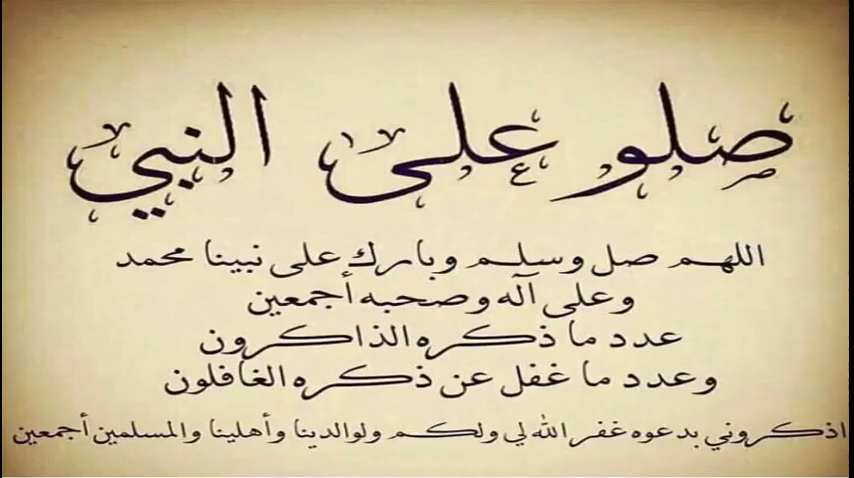 صلو على النبي
اللهم صل وسلم وبارك على نبينا محمد
وعلى آله وصحبه أجمعين
عدد ما ذكره الذاكرون
وعدد ما غفل عن ذكره الغافلون
اذكروني بدعوه غفر الله لي ولكم ولوالدينا وأهلينا والمسلمين أجمعين